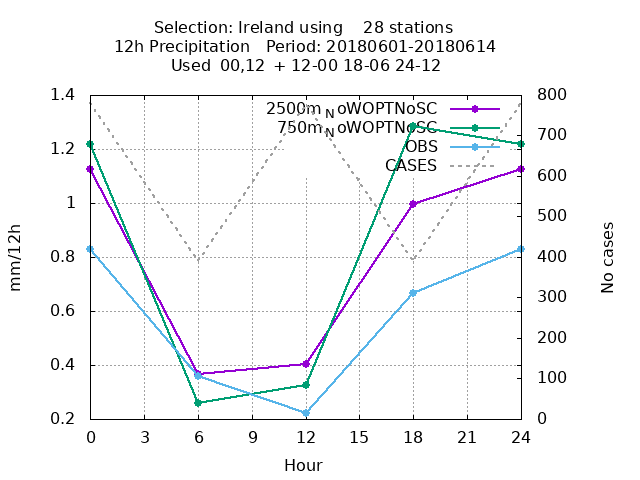 Selection: Ireland using 28 stations
12h Precipitation Period: 20180601-20180614
Used 00,12 + 12-00 18-06 24-12
1.4
1.2
1
0.8
0.6
0.4
0.2
mm/12h
2500m_NoWOPTNoSC
750m_NoWOPTNoSC
OBS
CASES
800
700
600
500
400
300
200
100
0
No cases
0 3 6 9 12 15 18 21 24
Hour